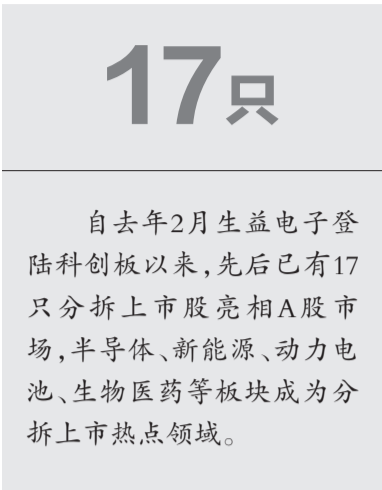 17只
自去年2月生益电子登
陆科创板以来,先后已有17
只分拆上市股亮相A股市
场,半导体、新能源、动力电
池、生物医药等板块成为分
拆上市热点领域。